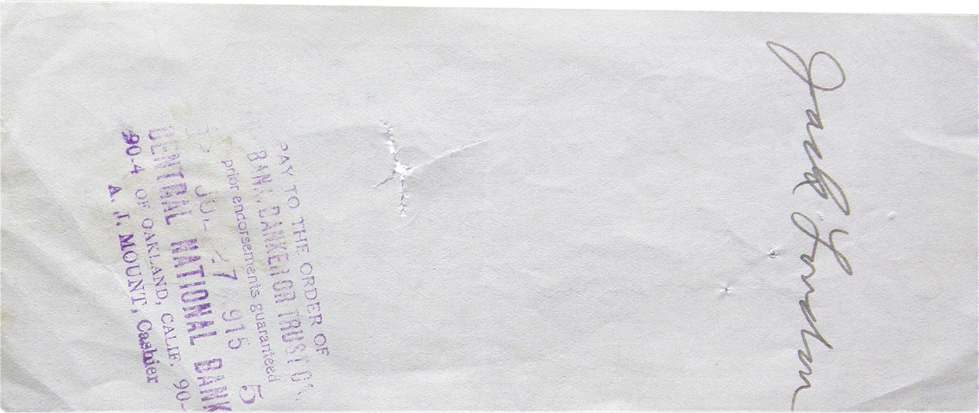 Jack London
PAY TO THE ORDER OF
BANK, BANKER OR TRUST CO.
prior endorsements guaranteed
JUL 27 1915 5
CENTRAL NATIONAL BANK
90-4 OF OAKLAND, CALIF. 90-
A. J. MOUNT, Cashier